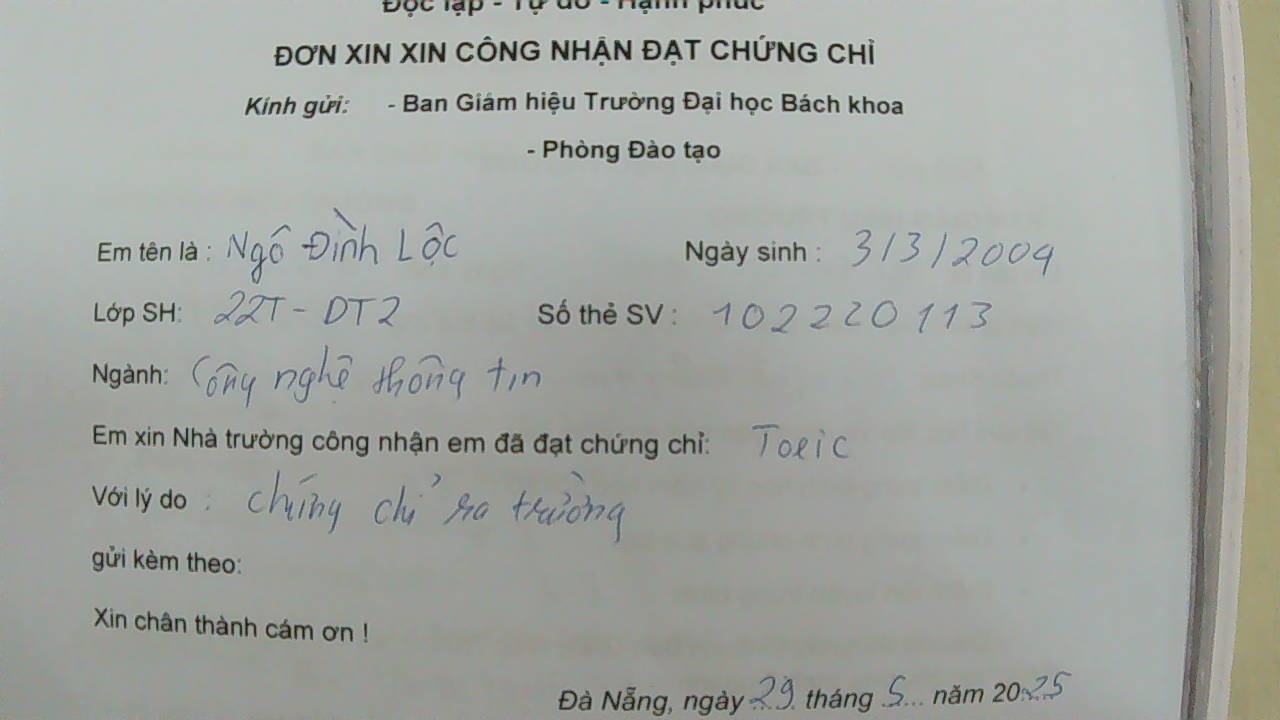 Độc lập - Tự do - Hạnh phúc
ĐƠN XIN XIN CÔNG NHẬN ĐẠT CHỨNG CHỈ
Kính gửi: - Ban Giám hiệu Trường Đại học Bách khoa
- Phòng Đào tạo
Em tên là : Ngô Đình Lộc Ngày sinh : 3/3/2004
Lớp SH: 22T - DT2 Số thẻ SV : 102220113
Ngành: Công nghệ thông tin
Em xin Nhà trường công nhận em đã đạt chứng chỉ: Toeic
Với lý do : chứng chỉ ra trường
gửi kèm theo:
Xin chân thành cám ơn !
Đà Nẵng, ngày 29 tháng 5 năm 2025